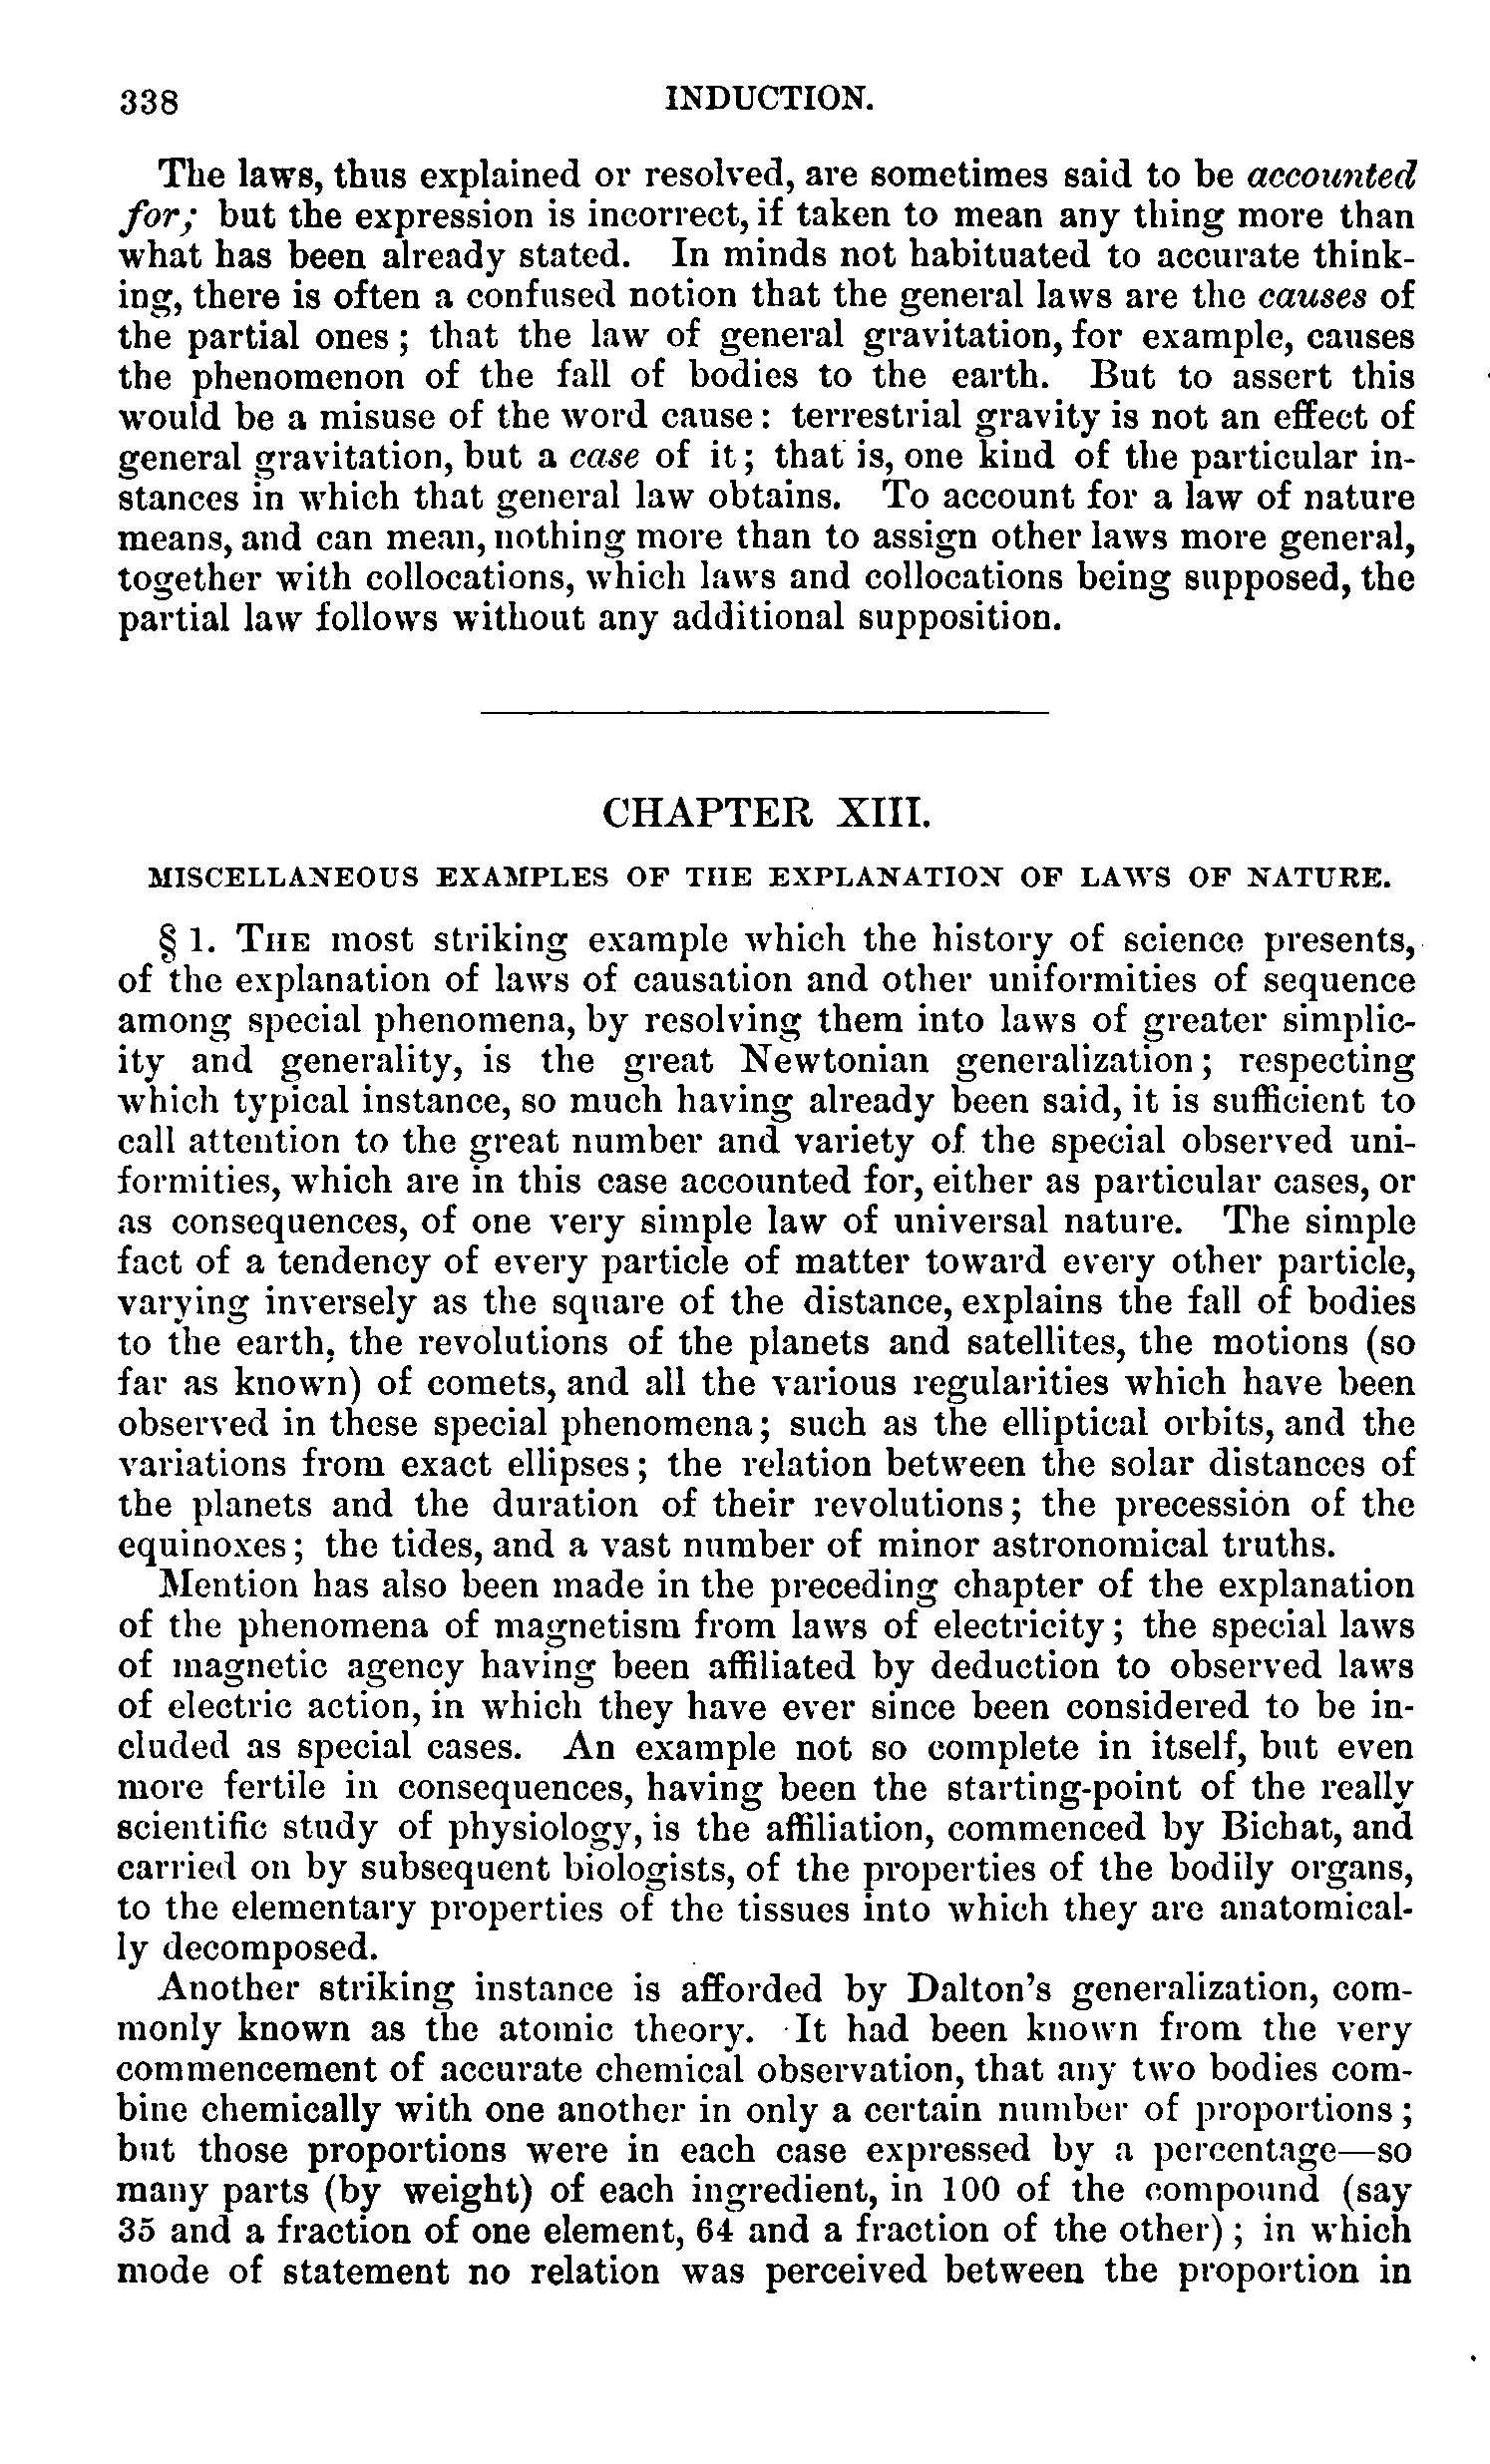 338 INDUCTION.
The laws, thus explained or resolved, are sometimes said to be accounted
for; but the expression is incorrect, if taken to mean any thing more than
what has been already stated. In minds not habituated to accurate think-
ing, there is often a confused notion that the general laws are the causes of
the partial ones; that the law of general gravitation, for example, causes
the phenomenon of the fall of bodies to the earth. But to assert this
would be a misuse of the word cause: terrestrial gravity is not an effect of
general gravitation, but a case of it; that is, one kind of the particular in-
stances in which that general law obtains. To account for a law of nature
means, and can mean, nothing more than to assign other laws more general,
together with collocations, which laws and collocations being supposed, the
partial law follows without any additional supposition.
CHAPTER XIII.
MISCELLANEOUS EXAMPLES OF THE EXPLANATION OF LAWS OF NATURE.
§ 1. THE most striking example which the history of science presents,
of the explanation of laws of causation and other uniformities of sequence
among special phenomena, by resolving them into laws of greater simplic-
ity and generality, is the great Newtonian generalization; respecting
which typical instance, so much having already been said, it is sufficient to
call attention to the great number and variety of the special observed uni-
formities, which are in this case accounted for, either as particular cases, or
as consequences, of one very simple law of universal nature. The simple
fact of a tendency of every particle of matter toward every other particle,
varying inversely as the square of the distance, explains the fall of bodies
to the earth, the revolutions of the planets and satellites, the motions (so
far as known) of comets, and all the various regularities which have been
observed in these special phenomena; such as the elliptical orbits, and the
variations from exact ellipses; the relation between the solar distances of
the planets and the duration of their revolutions; the precession of the
equinoxes; the tides, and a vast number of minor astronomical truths.
Mention has also been made in the preceding chapter of the explanation
of the phenomena of magnetism from laws of electricity; the special laws
of magnetic agency having been affiliated by deduction to observed laws
of electric action, in which they have ever since been considered to be in-
cluded as special cases. An example not so complete in itself, but even
more fertile in consequences, having been the starting-point of the really
scientific study of physiology, is the affiliation, commenced by Bichat, and
carried on by subsequent biologists, of the properties of the bodily organs,
to the elementary properties of the tissues into which they are anatomical-
ly decomposed.
Another striking instance is afforded by Dalton's generalization, com-
monly known as the atomic theory. It had been known from the very
commencement of accurate chemical observation, that any two bodies com-
bine chemically with one another in only a certain number of proportions;
but those proportions were in each case expressed by a percentage—so
many parts (by weight) of each ingredient, in 100 of the compound (say
35 and a fraction of one element, 64 and a fraction of the other); in which
mode of statement no relation was perceived between the proportion in